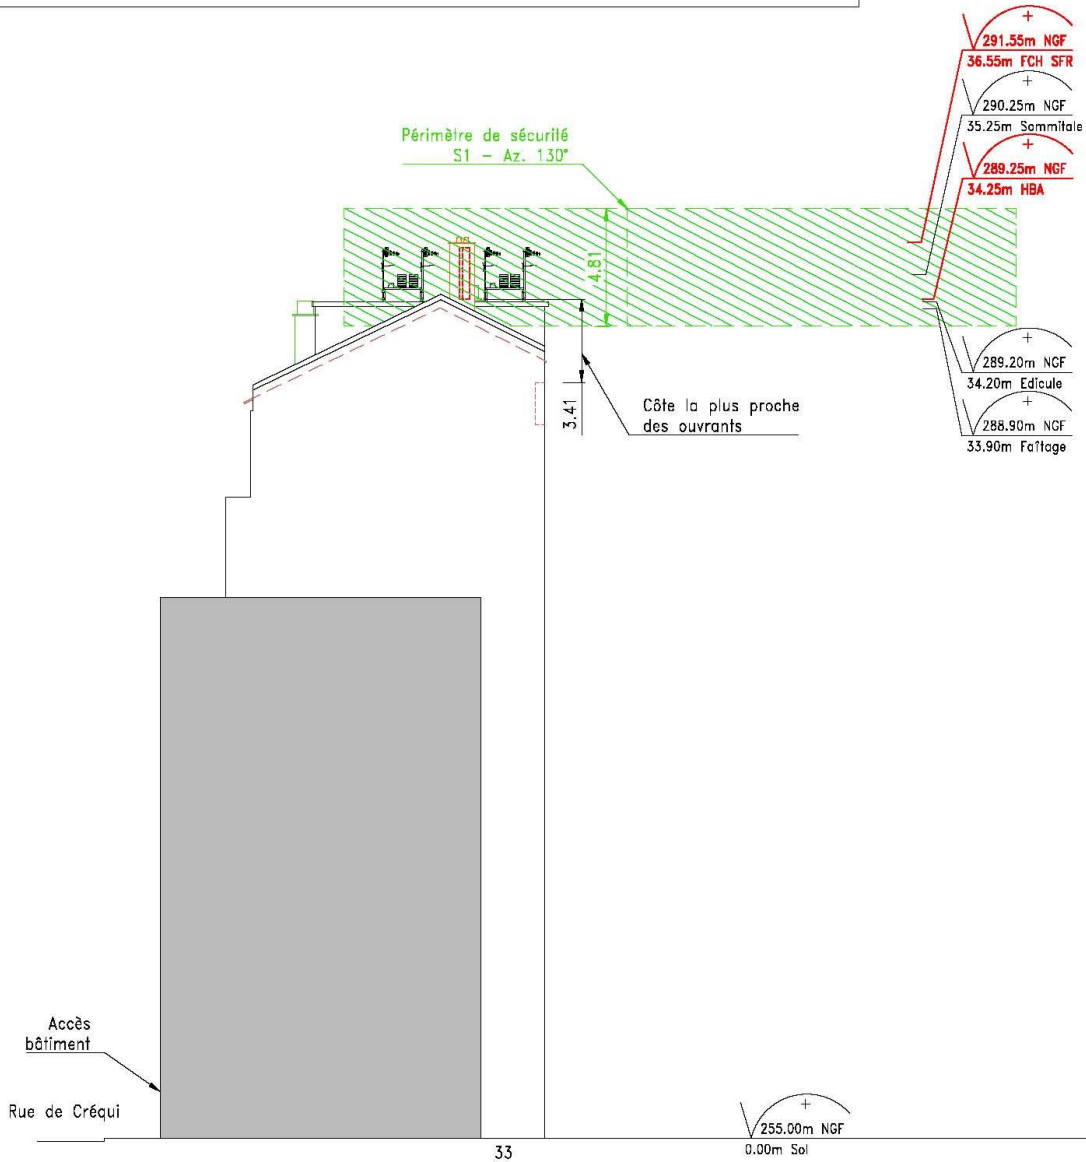 291.55m NGF
36.55m FCH SFR
290.25m NGF
35.25m Sommitale
289.25m NGF
34.25m HBA
Périmètre de sécurité
S1 - Az. 130°
4.81
289.20m NGF
34.20m Edicule
288.90m NGF
33.90m Faîtage
3.41
Côte la plus proche
des ouvrants
Accès
bâtiment
Rue de Créqui
255.00m NGF
0.00m Sol
33